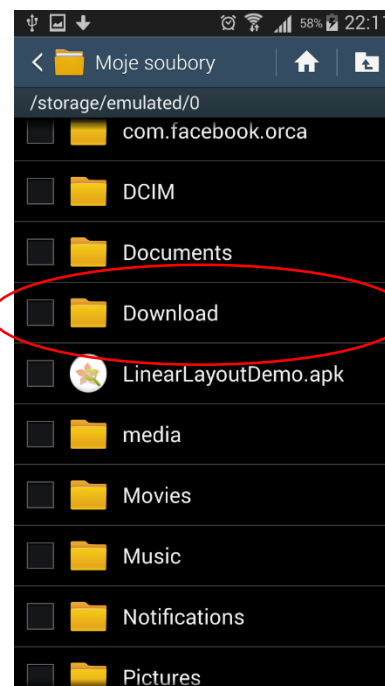 58% 22:11
Moje soubory
/storage/emulated/0
com.facebook.orca
DCIM
Documents
Download
LinearLayoutDemo.apk
media
Movies
Music
Notifications
Pictures